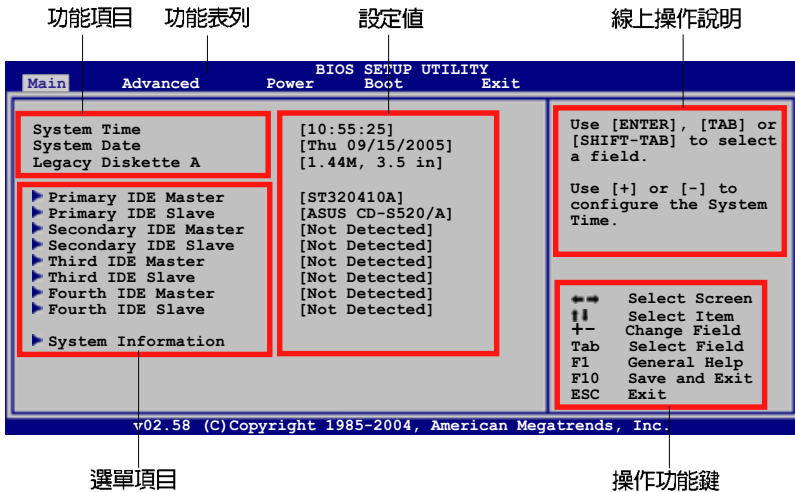 功能項目 功能表列 設定值 線上操作說明
BIOS SETUP UTILITY
Main Advanced Power Boot Exit
System Time [10:55:25]
System Date [Thu 09/15/2005]
Legacy Diskette A [1.44M, 3.5 in]
Primary IDE Master [ST320410A]
Primary IDE Slave [ASUS CD-S520/A]
Secondary IDE Master [Not Detected]
Secondary IDE Slave [Not Detected]
Third IDE Master [Not Detected]
Third IDE Slave [Not Detected]
Fourth IDE Master [Not Detected]
Fourth IDE Slave [Not Detected]
System Information
Use [ENTER], [TAB] or
[SHIFT-TAB] to select
a field.
Use [+] or [-] to
configure the System
Time.
←→ Select Screen
↑↓ Select Item
+- Change Field
Tab Select Field
F1 General Help
F10 Save and Exit
ESC Exit
v02.58 (C)Copyright 1985-2004, American Megatrends, Inc.
選單項目 操作功能鍵